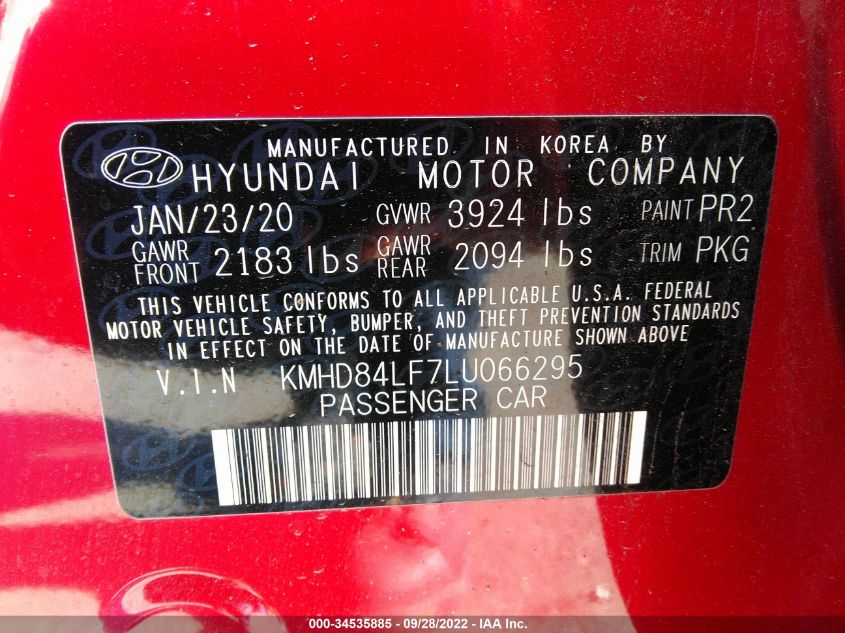 MANUFACTURED IN KOREA BY
HYUNDAI MOTOR COMPANY
JAN/23/20 GVWR 3924 lbs PAINT PR2
GAWR FRONT 2183 lbs GAWR REAR 2094 lbs TRIM PKG
THIS VEHICLE CONFORMS TO ALL APPLICABLE U.S.A. FEDERAL
MOTOR VEHICLE SAFETY, BUMPER, AND THEFT PREVENTION STANDARDS
IN EFFECT ON THE DATE OF MANUFACTURE SHOWN ABOVE
V.I.N KMHD84LF7LU066295
PASSENGER CAR
000-34535885 - 09/28/2022 - IAA Inc.